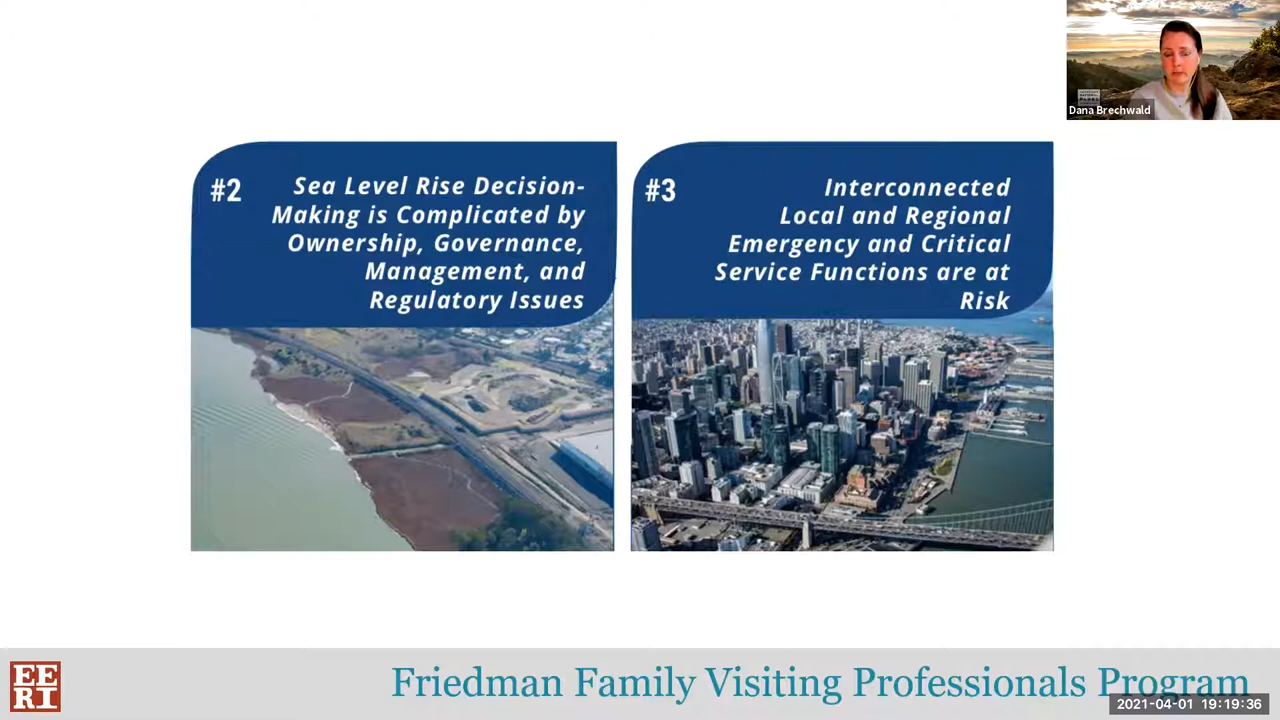 Dana Brechwald
#2
Sea Level Rise Decision-
Making is Complicated by
Ownership, Governance,
Management, and
Regulatory Issues
#3
Interconnected
Local and Regional
Emergency and Critical
Service Functions are at
Risk
EE
RI
Friedman Family Visiting Professionals Program
2021-04-01 19:19:36